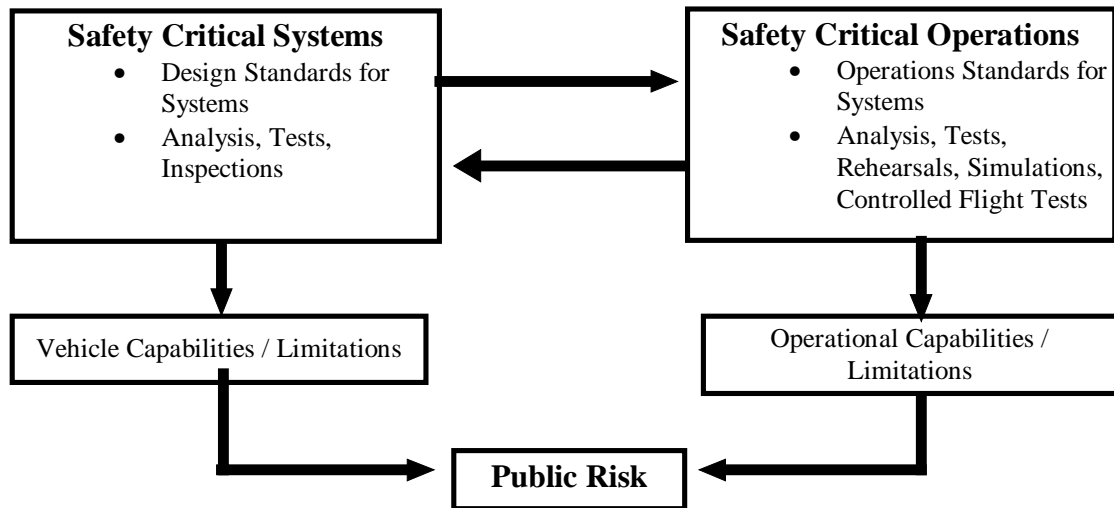 Safety Critical Systems
• Design Standards for
Systems
• Analysis, Tests,
Inspections
Safety Critical Operations
• Operations Standards for
Systems
• Analysis, Tests,
Rehearsals, Simulations,
Controlled Flight Tests
Vehicle Capabilities / Limitations
Operational Capabilities /
Limitations
Public Risk